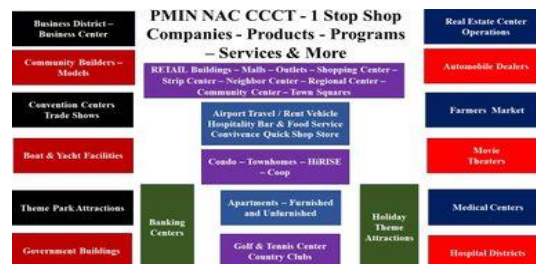 PMIN NAC CCCT - 1 Stop Shop
Companies - Products - Programs
– Services & More
Business District –
Business Center
Community Builders –
Models
Convention Centers
Trade Shows
Boat & Yacht Facilities
Theme Park Attractions
Government Buildings
RETAIL Buildings – Malls – Outlets – Shopping Center –
Strip Center – Neighbor Center – Regional Center –
Community Center – Town Squares
Airport Travel / Rent Vehicle
Hospitality Bar & Food Service
Convivence Quick Shop Store
Condo – Townhomes – HiRISE
– Coop
Banking
Centers
Apartments – Furnished
and Unfurnished
Golf & Tennis Center
Country Clubs
Holiday
Theme
Attractions
Real Estate Center
Operations
Automobile Dealers
Farmers Market
Movie
Theaters
Medical Centers
Hospital Districts